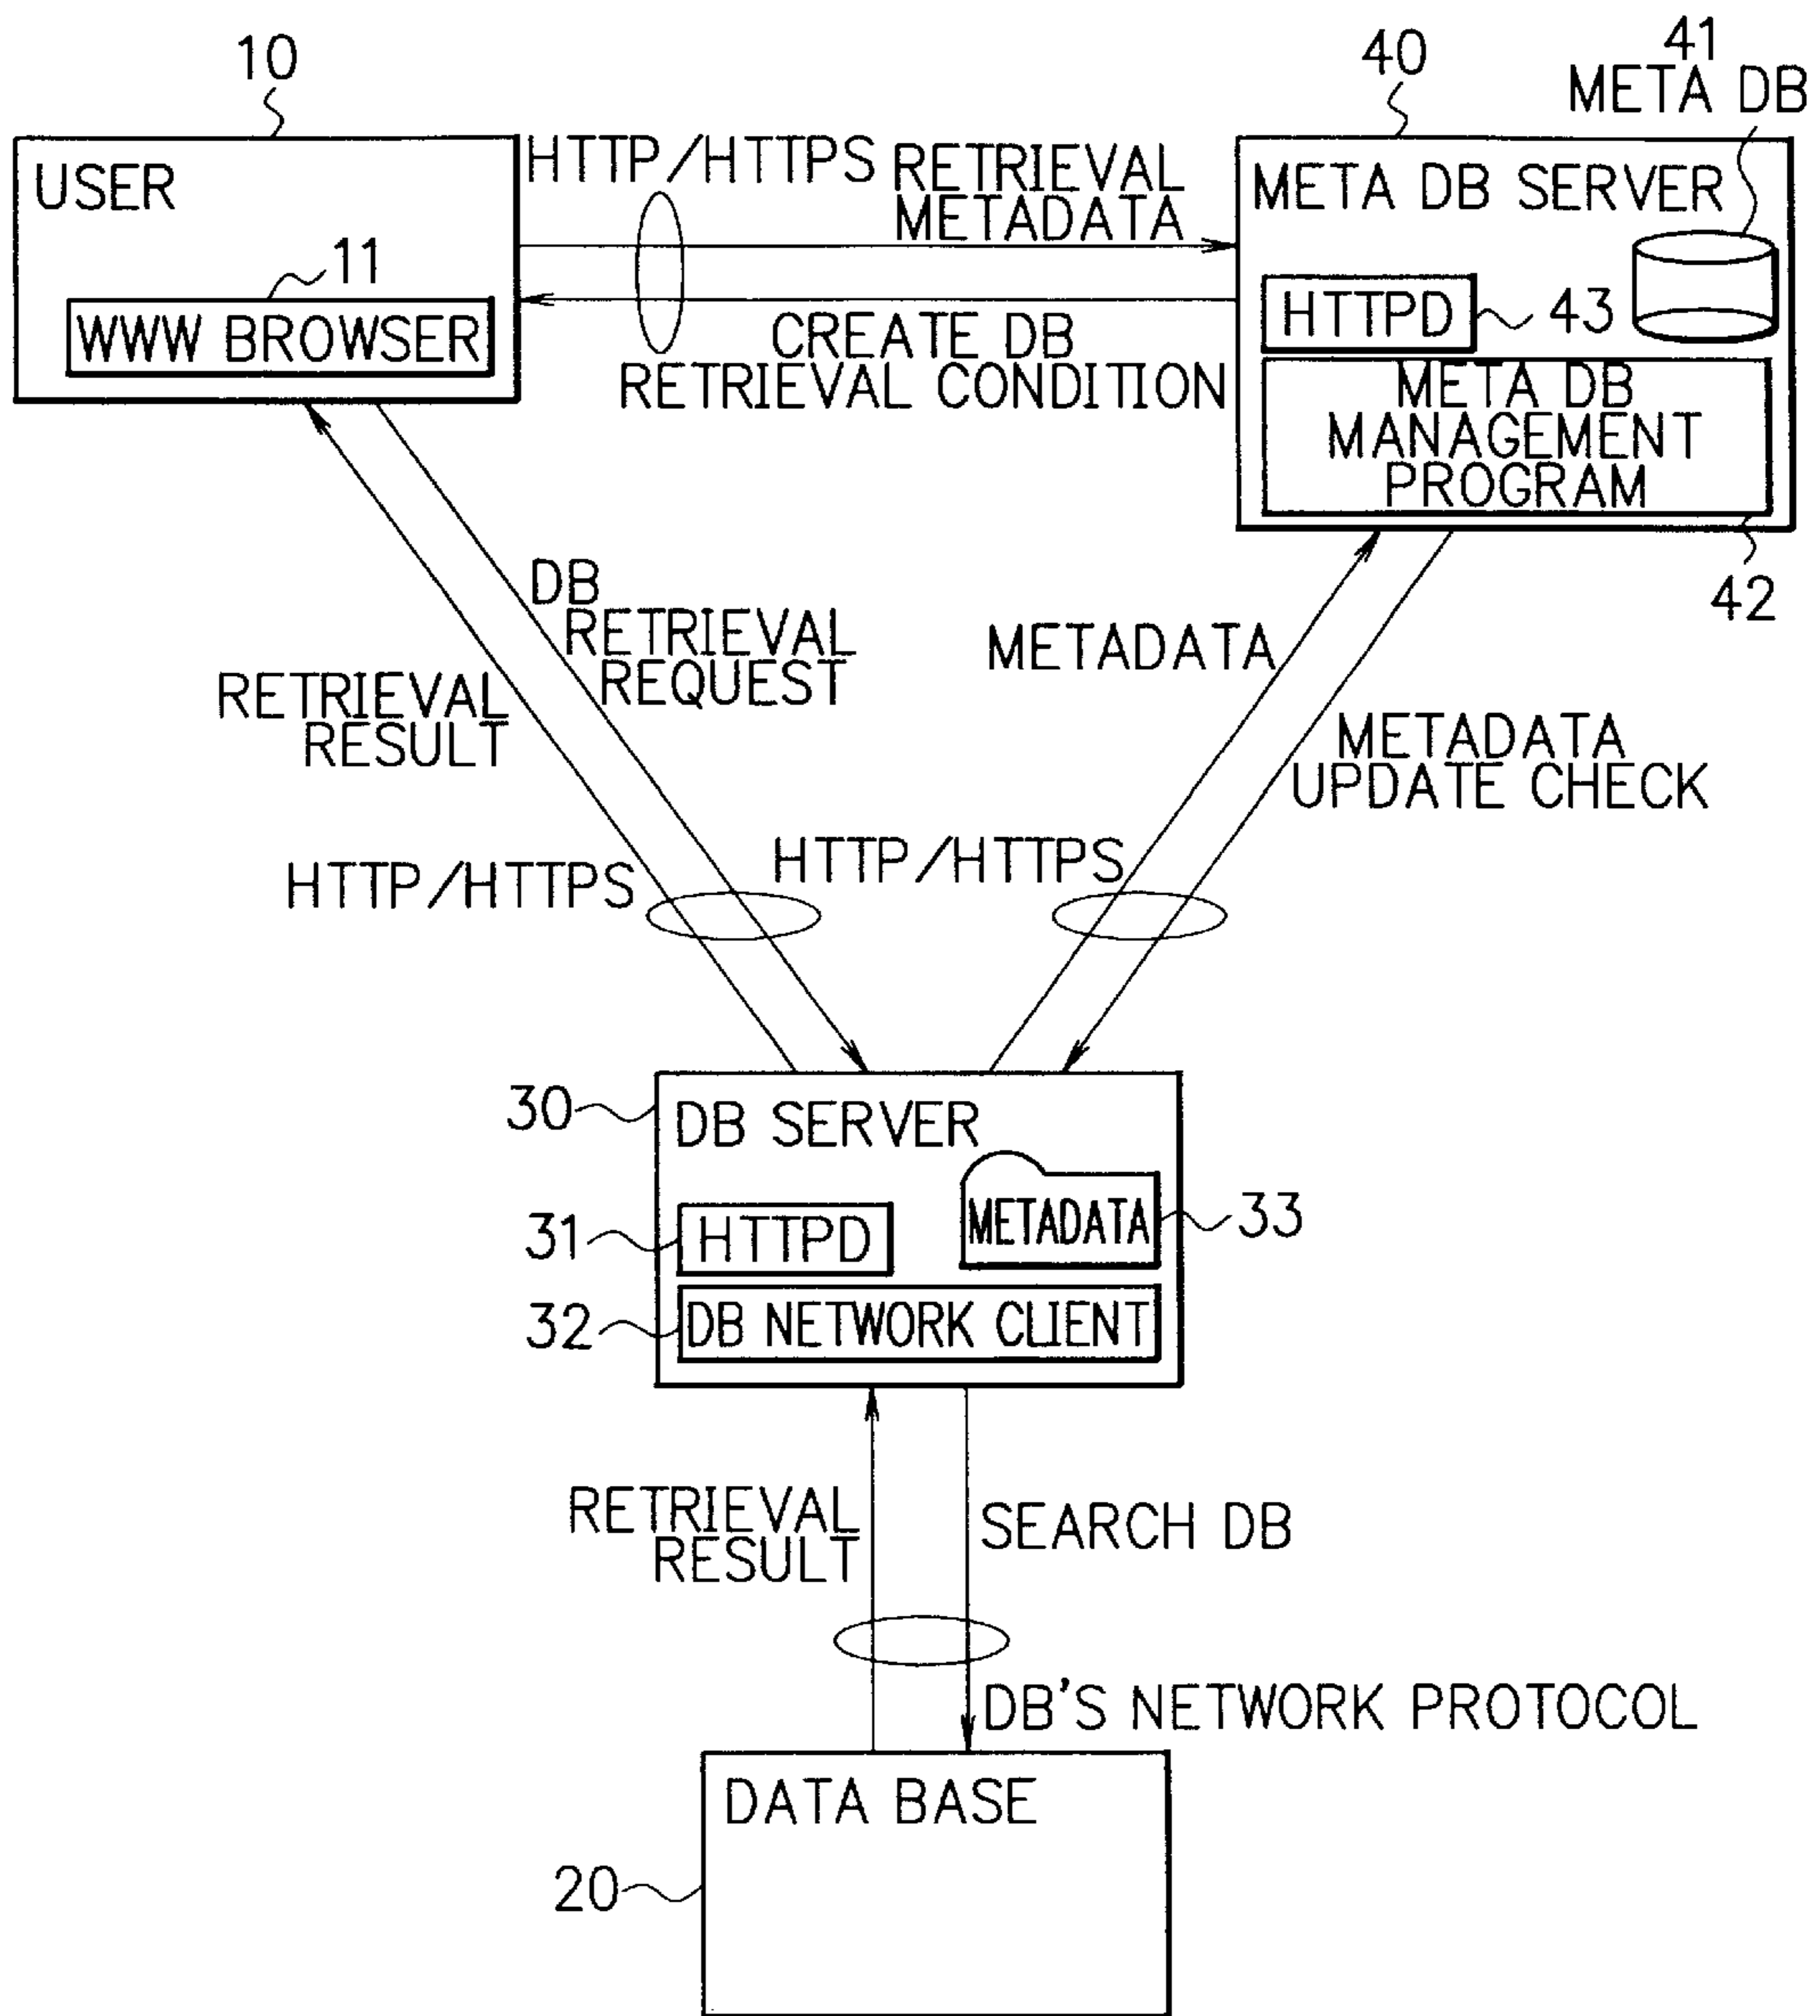 10
40
41
META DB
USER
HTTP/HTTPS
RETRIEVAL
METADATA
META DB SERVER
11
WWW BROWSER
HTTPD
43
CREATE DB
RETRIEVAL CONDITION
META DB
MANAGEMENT
PROGRAM
42
DB
RETRIEVAL
REQUEST
METADATA
RETRIEVAL
RESULT
METADATA
UPDATE CHECK
HTTP/HTTPS
HTTP/HTTPS
30
DB SERVER
31
HTTPD
METADATA
33
32
DB NETWORK CLIENT
RETRIEVAL
RESULT
SEARCH DB
DB'S NETWORK PROTOCOL
DATA BASE
20